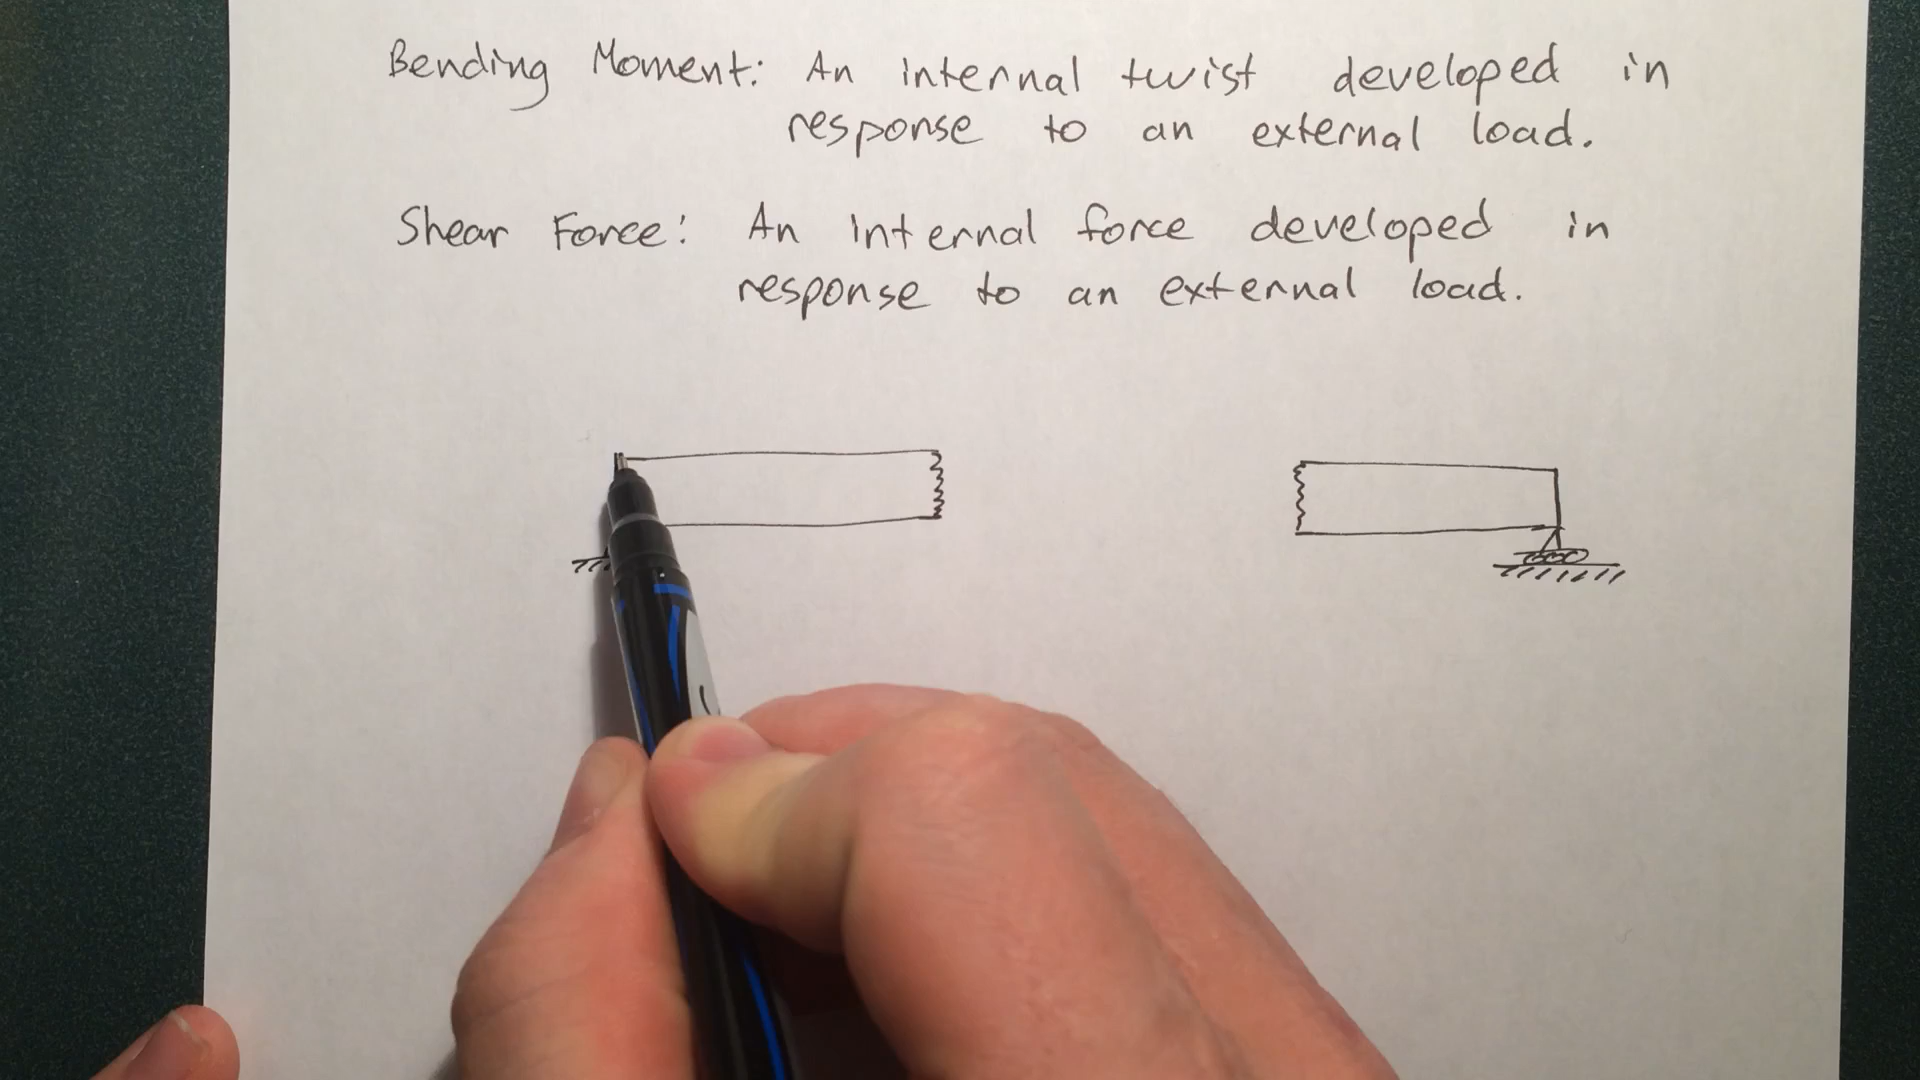 Bending Moment: An internal twist developed in
response to an external load.
Shear Force: An internal force developed in
response to an external load.